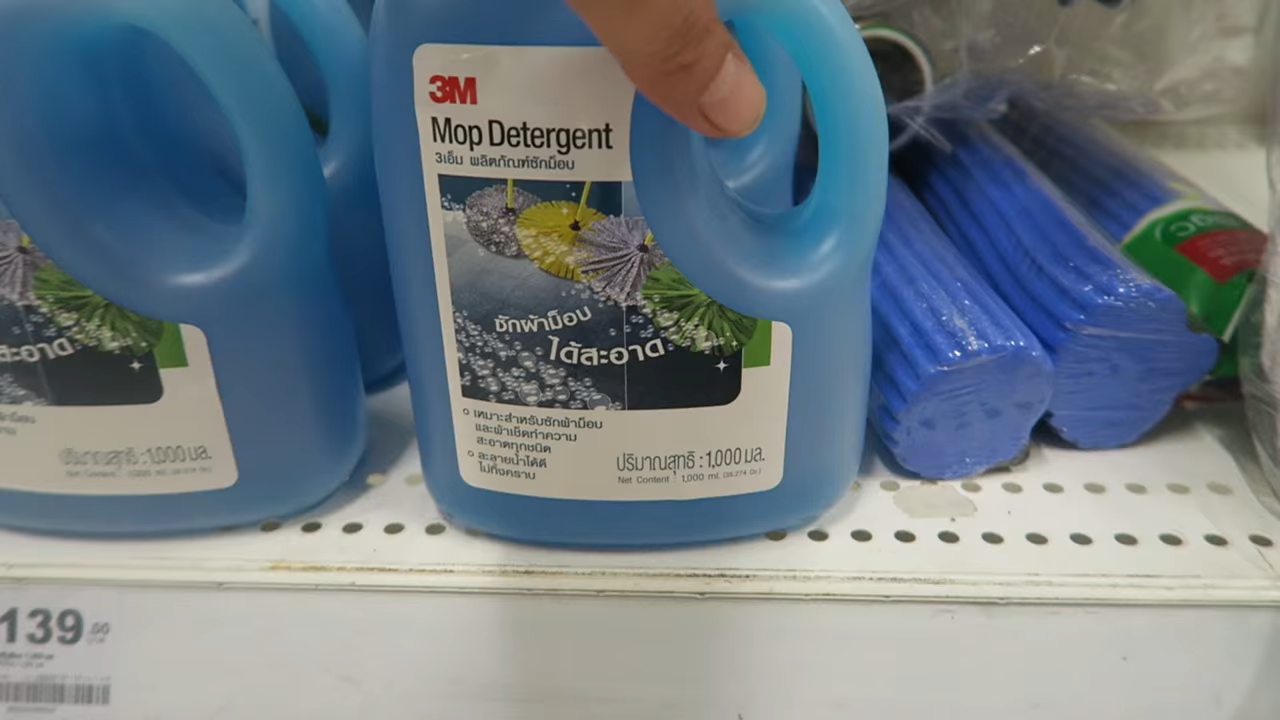 3M
Mop Detergent
3เอ็ม ผลิตภัณฑ์ซักม็อบ
ซักผ้าม็อบ
ได้สะอาด
เหมาะสำหรับซักผ้าม็อบ
และผ้าเช็ดทำความ
สะอาดทุกชนิด
ละลายน้ำได้ดี
ไม่ทิ้งคราบ
ปริมาณสุทธิ : 1,000 มล.
Net Content : 1,000 ml.
สะอาด
ปริมาณสุทธิ : 1,000 มล.
139.00